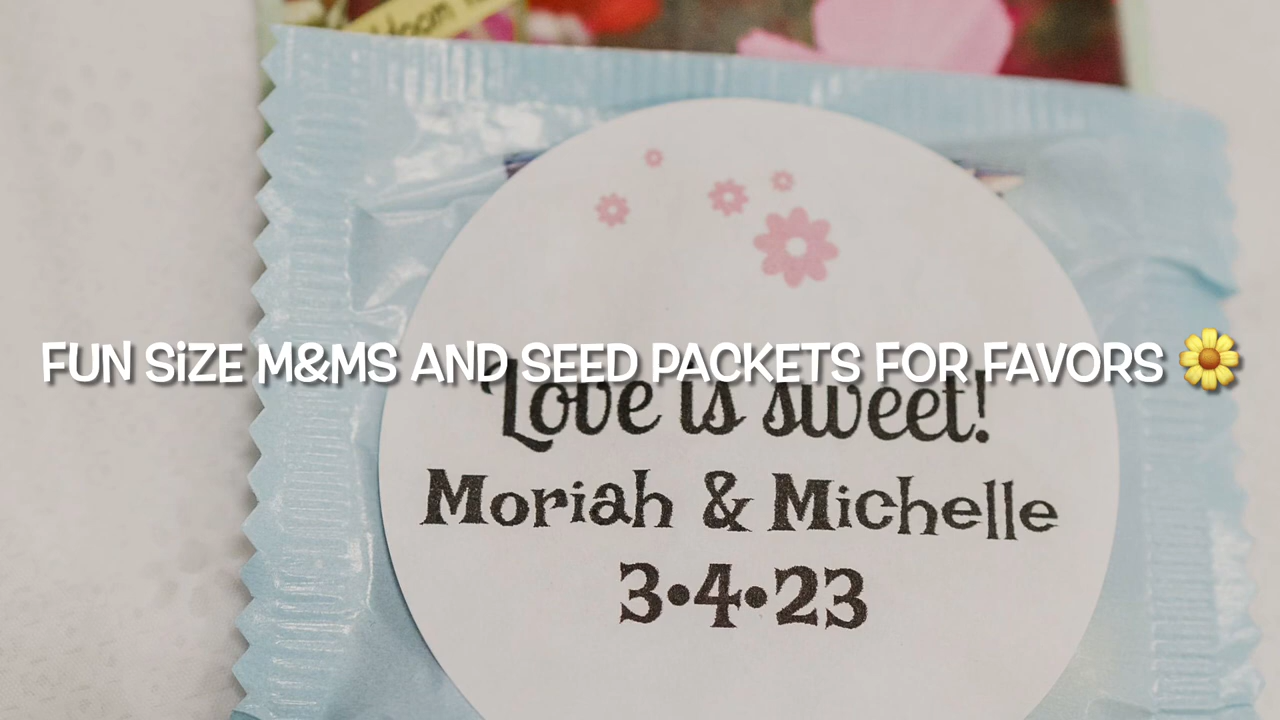 FUN SIZE M&MS AND SEED PACKETS FOR FAVORS 🌼
Love is sweet!
Moriah & Michelle
3•4•23